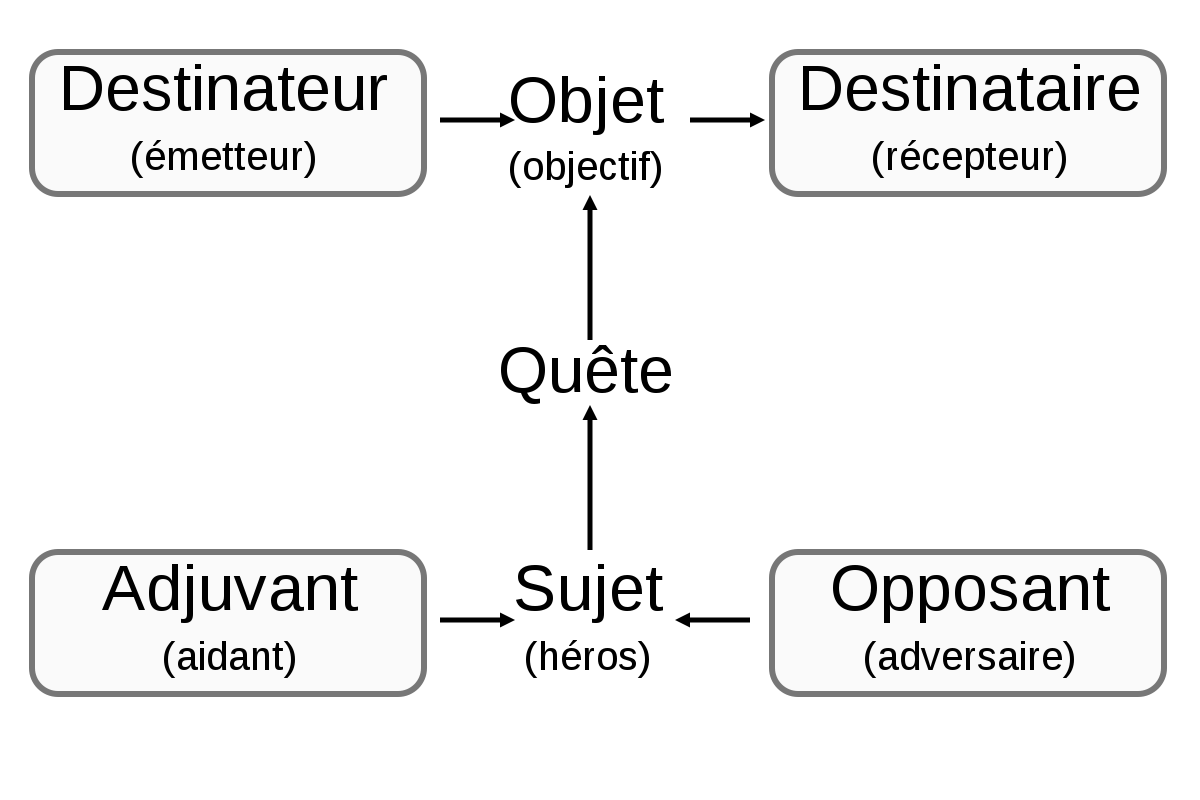 Destinateur
(émetteur)
Objet
(objectif)
Destinataire
(récepteur)
Quête
Adjuvant
(aidant)
Sujet
(héros)
Opposant
(adversaire)